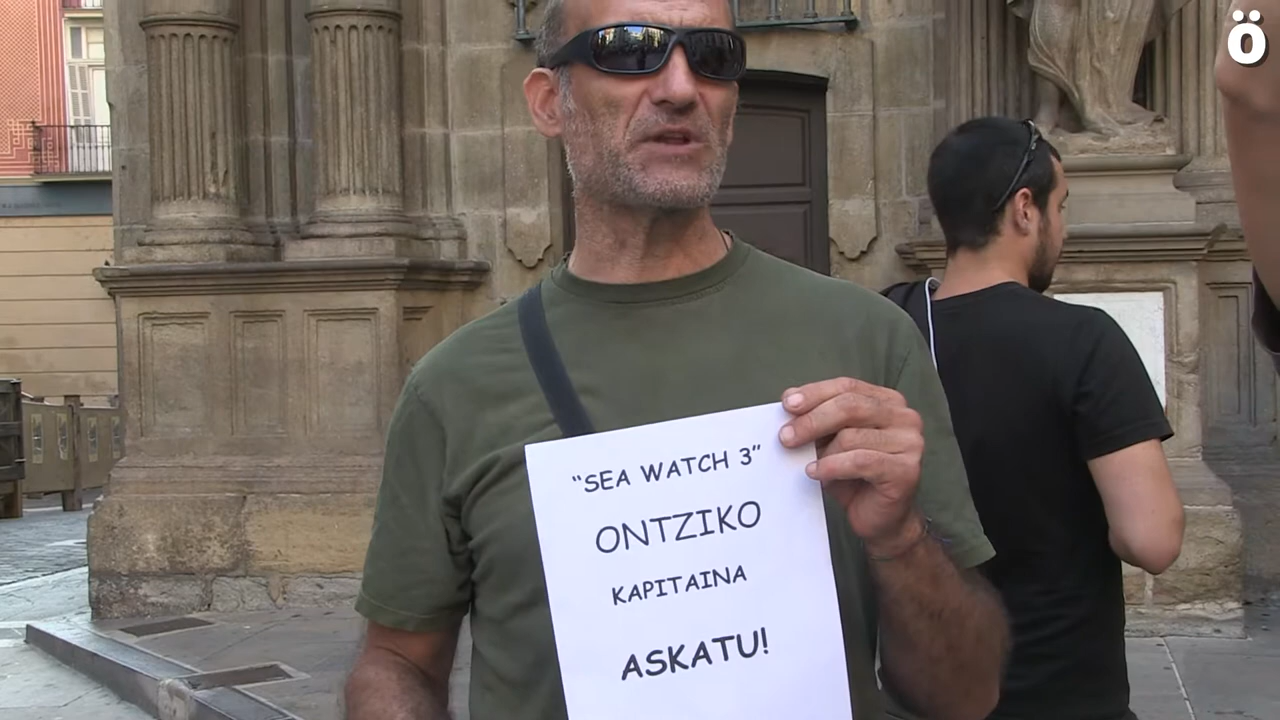 Ö
"SEA WATCH 3"
ONTZIKO
KAPITAINA
ASKATU!